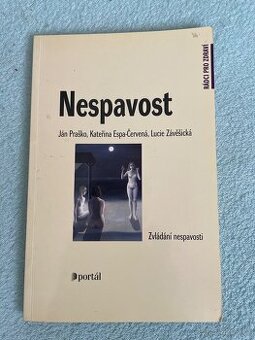 RÁDCI PRO ZDRAVÍ
Nespavost
Ján Praško, Kateřina Espa-Červená, Lucie Závěšická
Zvládání nespavosti
portál